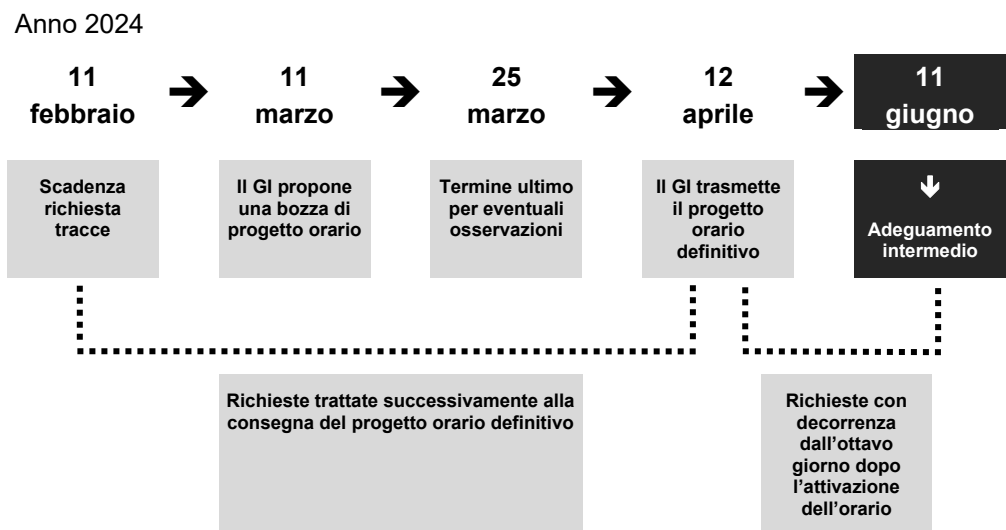 Anno 2024
11
febbraio
11
marzo
25
marzo
12
aprile
11
giugno
Scadenza
richiesta
tracce
Il GI propone
una bozza di
progetto orario
Termine ultimo
per eventuali
osservazioni
Il GI trasmette
il progetto
orario
definitivo
Adeguamento
intermedio
Richieste trattate successivamente alla
consegna del progetto orario definitivo
Richieste con
decorrenza
dall'ottavo
giorno dopo
l'attivazione
dell'orario